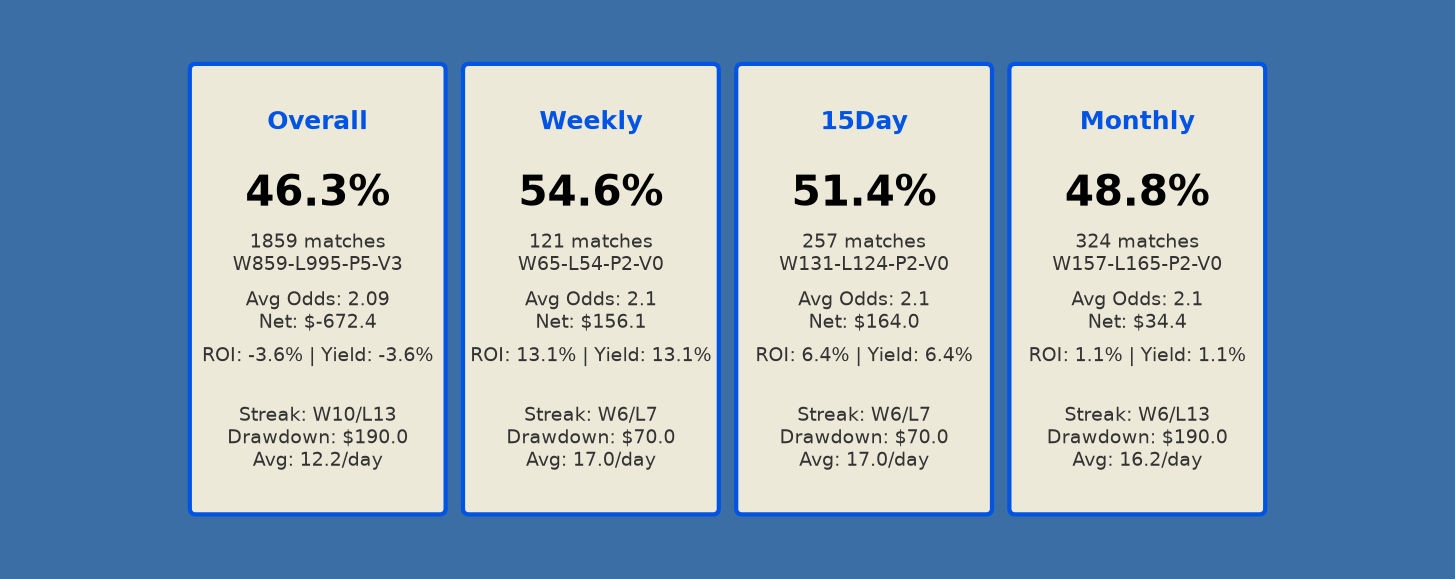 Overall
46.3%
1859 matches
W859-L995-P5-V3
Avg Odds: 2.09
Net: $-672.4
ROI: -3.6% | Yield: -3.6%
Streak: W10/L13
Drawdown: $190.0
Avg: 12.2/day
Weekly
54.6%
121 matches
W65-L54-P2-V0
Avg Odds: 2.1
Net: $156.1
ROI: 13.1% | Yield: 13.1%
Streak: W6/L7
Drawdown: $70.0
Avg: 17.0/day
15Day
51.4%
257 matches
W131-L124-P2-V0
Avg Odds: 2.1
Net: $164.0
ROI: 6.4% | Yield: 6.4%
Streak: W6/L7
Drawdown: $70.0
Avg: 17.0/day
Monthly
48.8%
324 matches
W157-L165-P2-V0
Avg Odds: 2.1
Net: $34.4
ROI: 1.1% | Yield: 1.1%
Streak: W6/L13
Drawdown: $190.0
Avg: 16.2/day